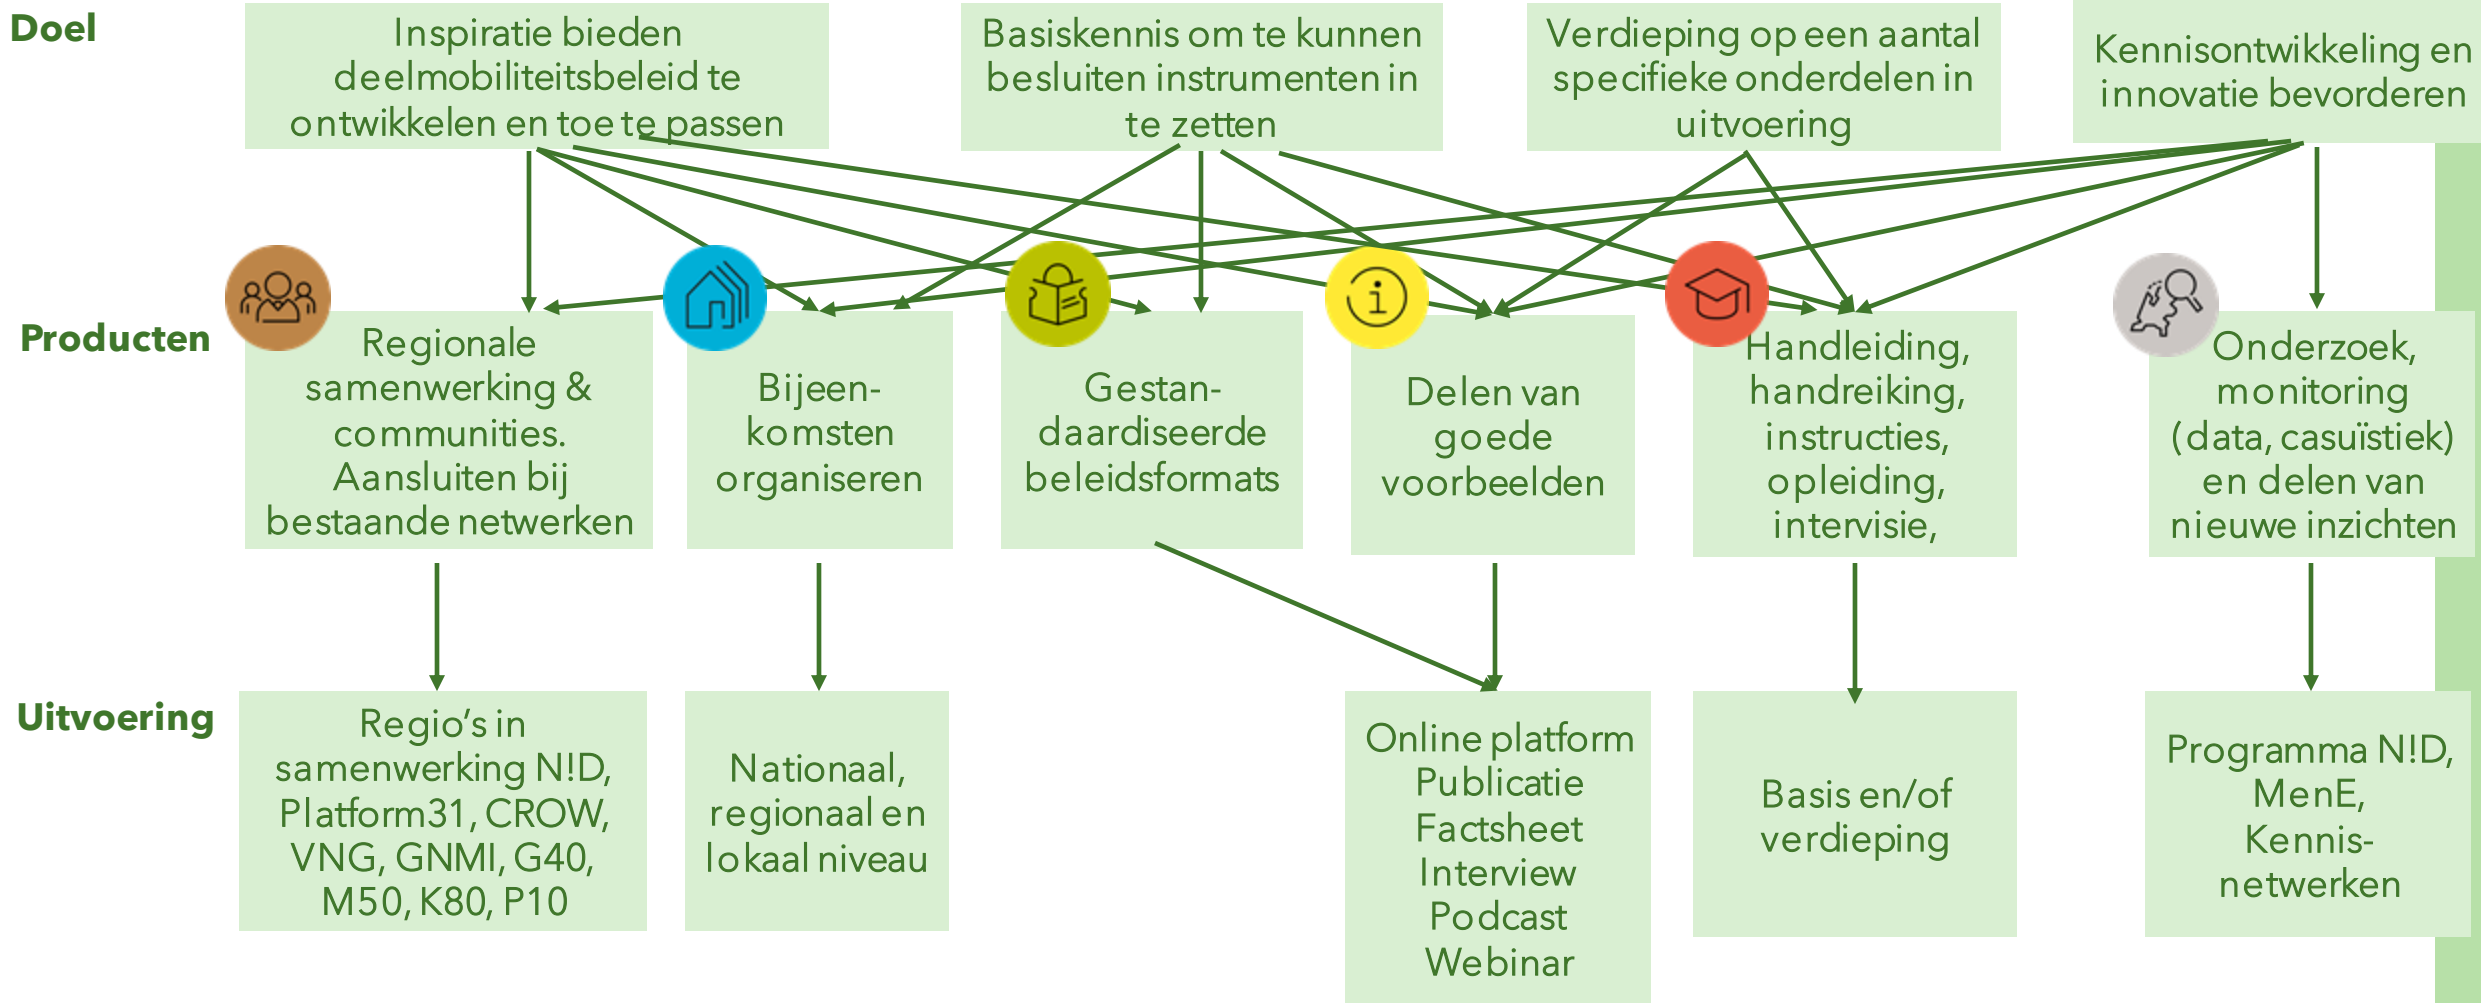 Doel
Inspiratie bieden
deelmobiliteitsbeleid te
ontwikkelen en toe te passen
Basiskennis om te kunnen
besluiten instrumenten in
te zetten
Verdieping op een aantal
specifieke onderdelen in
uitvoering
Kennisontwikkeling en
innovatie bevorderen
Producten
Regionale
samenwerking &
communities.
Aansluiten bij
bestaande netwerken
Bijeen-
komsten
organiseren
Gestan-
daardiseerde
beleidsformats
Delen van
goede
voorbeelden
Handleiding,
handreiking,
instructies,
opleiding,
intervisie,
Onderzoek,
monitoring
(data, casuïstiek)
en delen van
nieuwe inzichten
Uitvoering
Regio's in
samenwerking N!D,
Platform31, CROW,
VNG, GNMI, G40,
M50, K80, P10
Nationaal,
regionaal en
lokaal niveau
Online platform
Publicatie
Factsheet
Interview
Podcast
Webinar
Basis en/of
verdieping
Programma N!D,
MenE,
Kennis-
netwerken